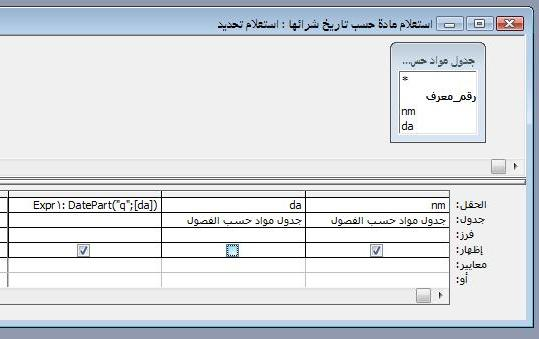 استعلام مادة حسب تاريخ شرائها : استعلام تحديد
جدول مواد حس...
*
رقم_معرف
nm
da
الحقل: nm da Expr١: DatePart("q";[da])
جدول: جدول مواد حسب الفصول جدول مواد حسب الفصول
فرز:
إظهار:
معايير:
أو: